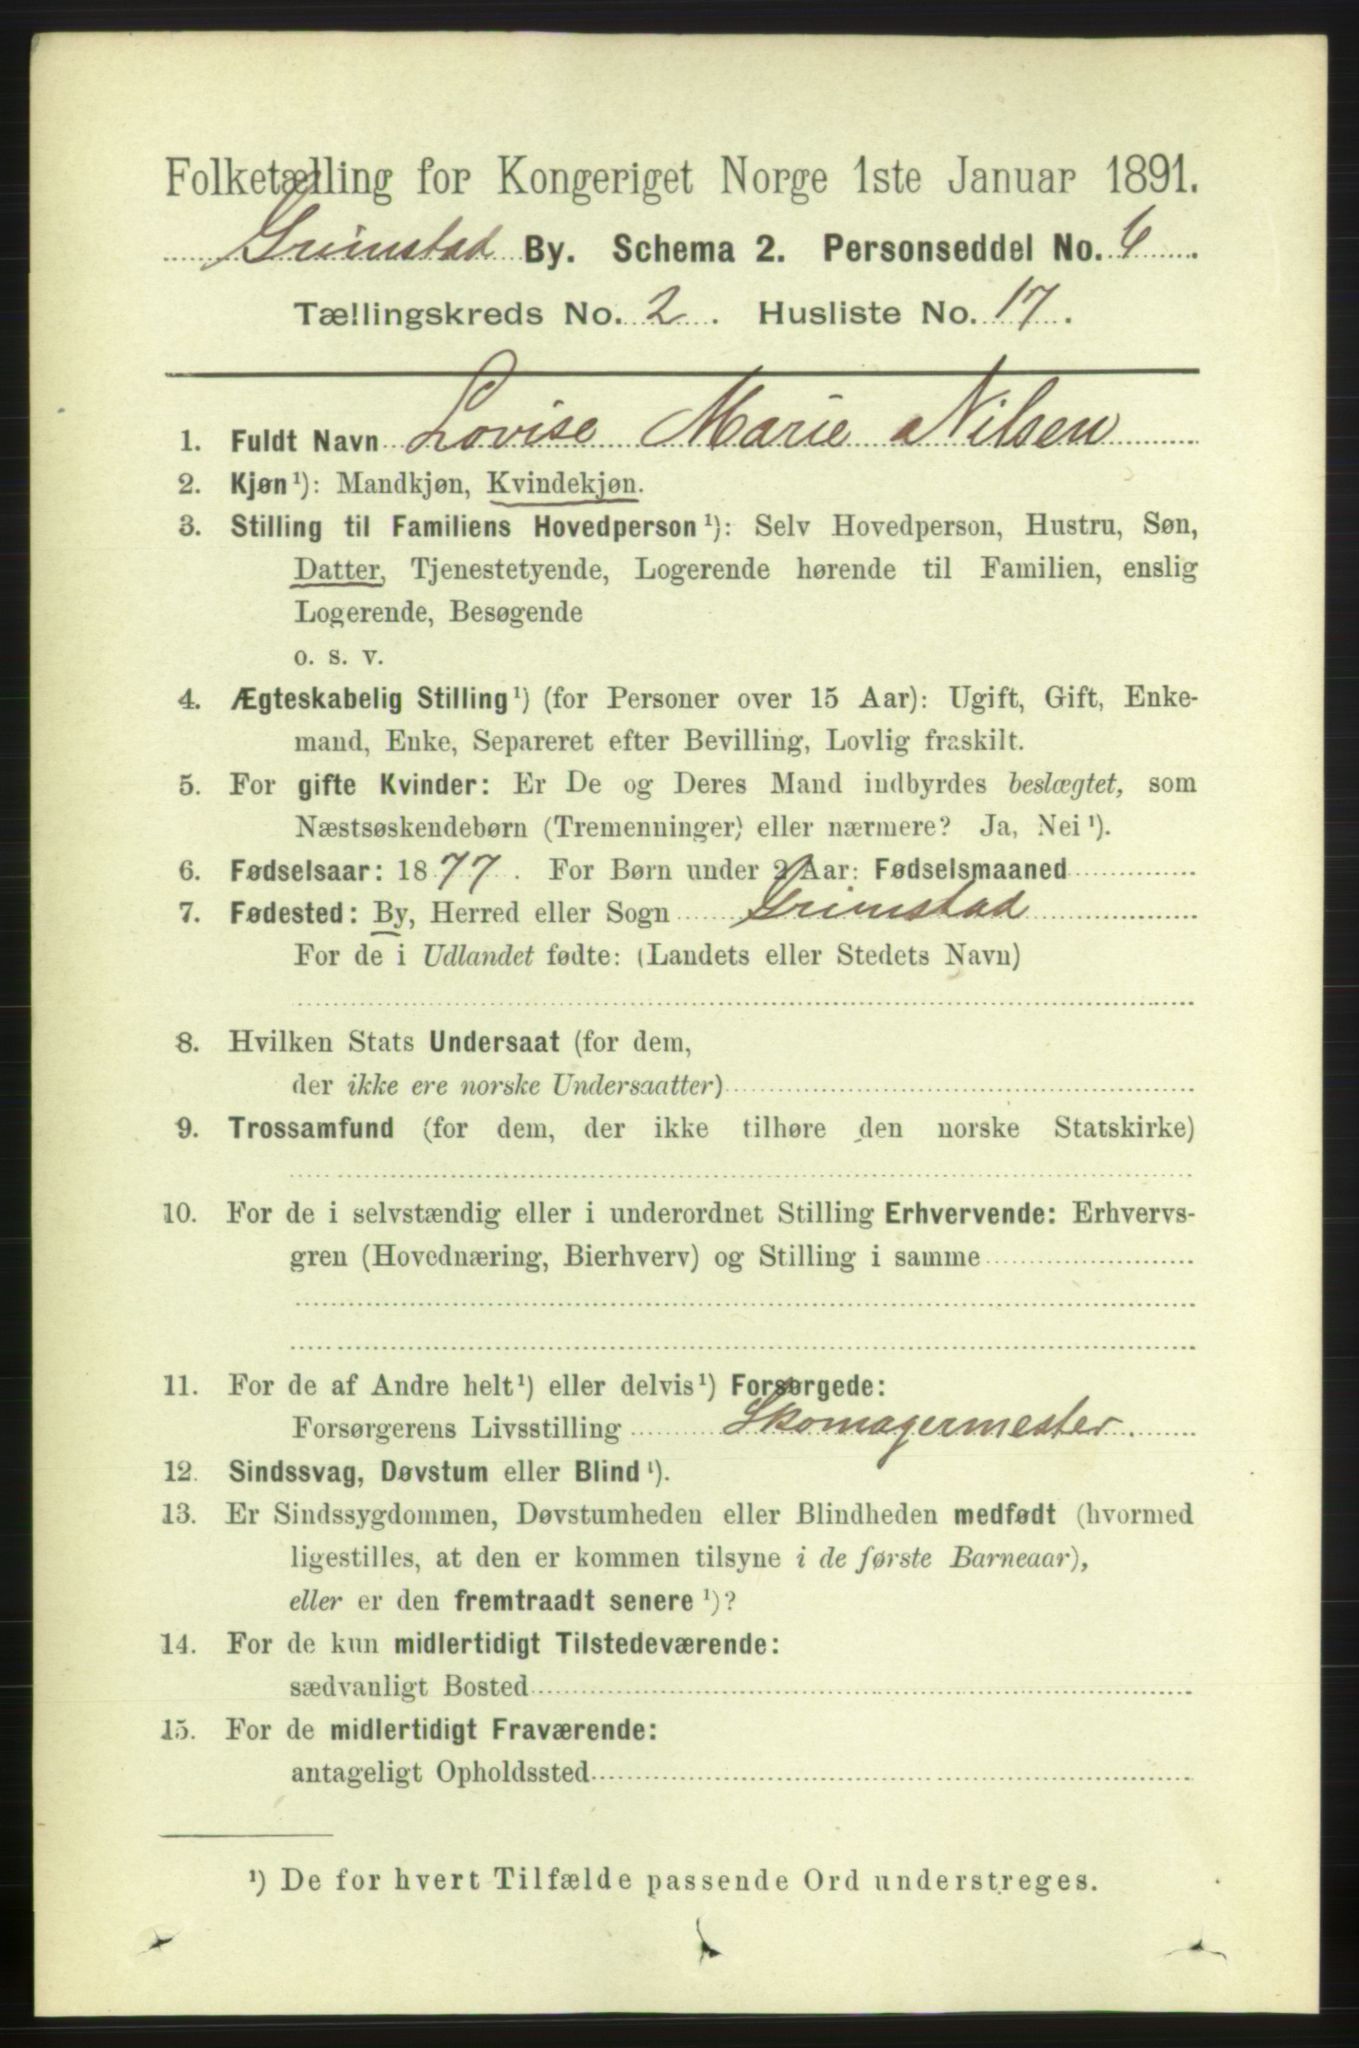 Folketælling for Kongeriget Norge 1ste Januar 1891.
Grimstad By. Schema 2. Personseddel No. 6.
Tællingskreds No. 2. Husliste No. 17.
1. Fuldt Navn Lovise Marie Nilsen
2. Kjøn¹): Mandkjøn, Kvindekjøn.
3. Stilling til Familiens Hovedperson¹): Selv Hovedperson, Hustru, Søn,
Datter, Tjenestetyende, Logerende hørende til Familien, enslig
Logerende, Besøgende
o. s. v.
4. Ægteskabelig Stilling¹) (for Personer over 15 Aar): Ugift, Gift, Enke-
mand, Enke, Separeret efter Bevilling, Lovlig fraskilt.
5. For gifte Kvinder: Er De og Deres Mand indbyrdes beslægtet, som
Næstsøskendebørn (Tremenninger) eller nærmere? Ja, Nei¹).
6. Fødselsaar: 1877. For Børn under 2 Aar: Fødselsmaaned
7. Fødested: By, Herred eller Sogn Grimstad
For de i Udlandet fødte: (Landets eller Stedets Navn)
8. Hvilken Stats Undersaat (for dem,
der ikke ere norske Undersaatter)
9. Trossamfund (for dem, der ikke tilhøre den norske Statskirke)
10. For de i selvstændig eller i underordnet Stilling Erhvervende: Erhvervs-
gren (Hovednæring, Bierhverv) og Stilling i samme
11. For de af Andre helt¹) eller delvis¹) Forsørgede:
Forsørgerens Livsstilling Skomagermester.
12. Sindssvag, Døvstum eller Blind¹).
13. Er Sindssygdommen, Døvstumheden eller Blindheden medfødt (hvormed
ligestilles, at den er kommen tilsyne i de første Barneaar),
eller er den fremtraadt senere¹)?
14. For de kun midlertidigt Tilstedeværende:
sædvanligt Bosted
15. For de midlertidigt Fraværende:
antageligt Opholdssted
¹) De for hvert Tilfælde passende Ord understreges.